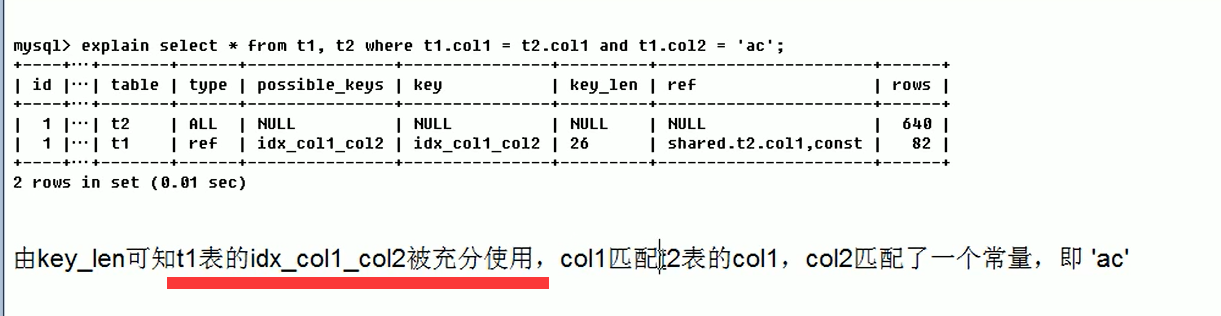 mysql> explain select * from t1, t2 where t1.col1 = t2.col1 and t1.col2 = 'ac';
+----+...+-------+------+---------------+---------------+---------+----------------------+------+
| id |...| table | type | possible_keys | key | key_len | ref | rows |
+----+...+-------+------+---------------+---------------+---------+----------------------+------+
| 1 |...| t2 | ALL | NULL | NULL | NULL | NULL | 640 |
| 1 |...| t1 | ref | idx_col1_col2 | idx_col1_col2 | 26 | shared.t2.col1,const | 82 |
+----+...+-------+------+---------------+---------------+---------+----------------------+------+
2 rows in set (0.01 sec)
由key_len可知t1表的idx_col1_col2被充分使用，col1匹配t2表的col1，col2匹配了一个常量，即 'ac'